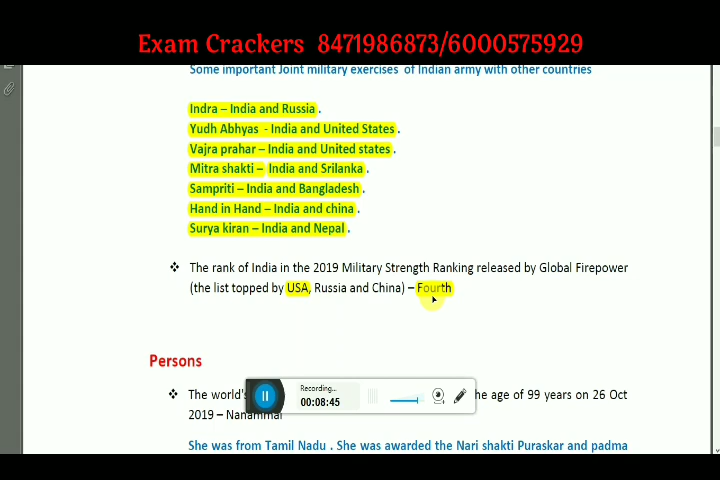 Exam Crackers 8471986873/6000575929
Some important Joint military exercises of Indian army with other countries
Indra – India and Russia .
Yudh Abhyas - India and United States .
Vajra prahar – India and United states .
Mitra shakti – India and Srilanka .
Sampriti – India and Bangladesh .
Hand in Hand – India and china .
Surya kiran – India and Nepal .
❖ The rank of India in the 2019 Military Strength Ranking released by Global Firepower
(the list topped by USA, Russia and China) – Fourth
Persons
❖ The world's he age of 99 years on 26 Oct
2019 – Nanammal
Recording...
00:08:45
She was from Tamil Nadu . She was awarded the Nari shakti Puraskar and padma